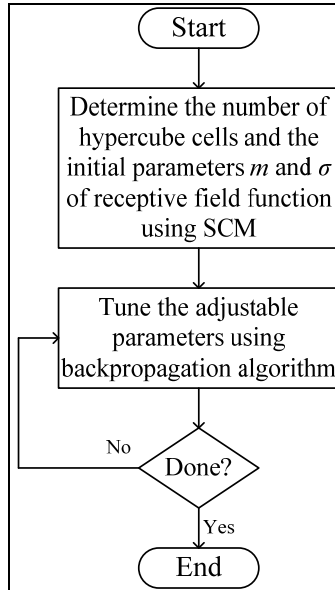 Start
Determine the number of
hypercube cells and the
initial parameters m and σ
of receptive field function
using SCM
Tune the adjustable
parameters using
backpropagation algorithm
No
Done?
Yes
End